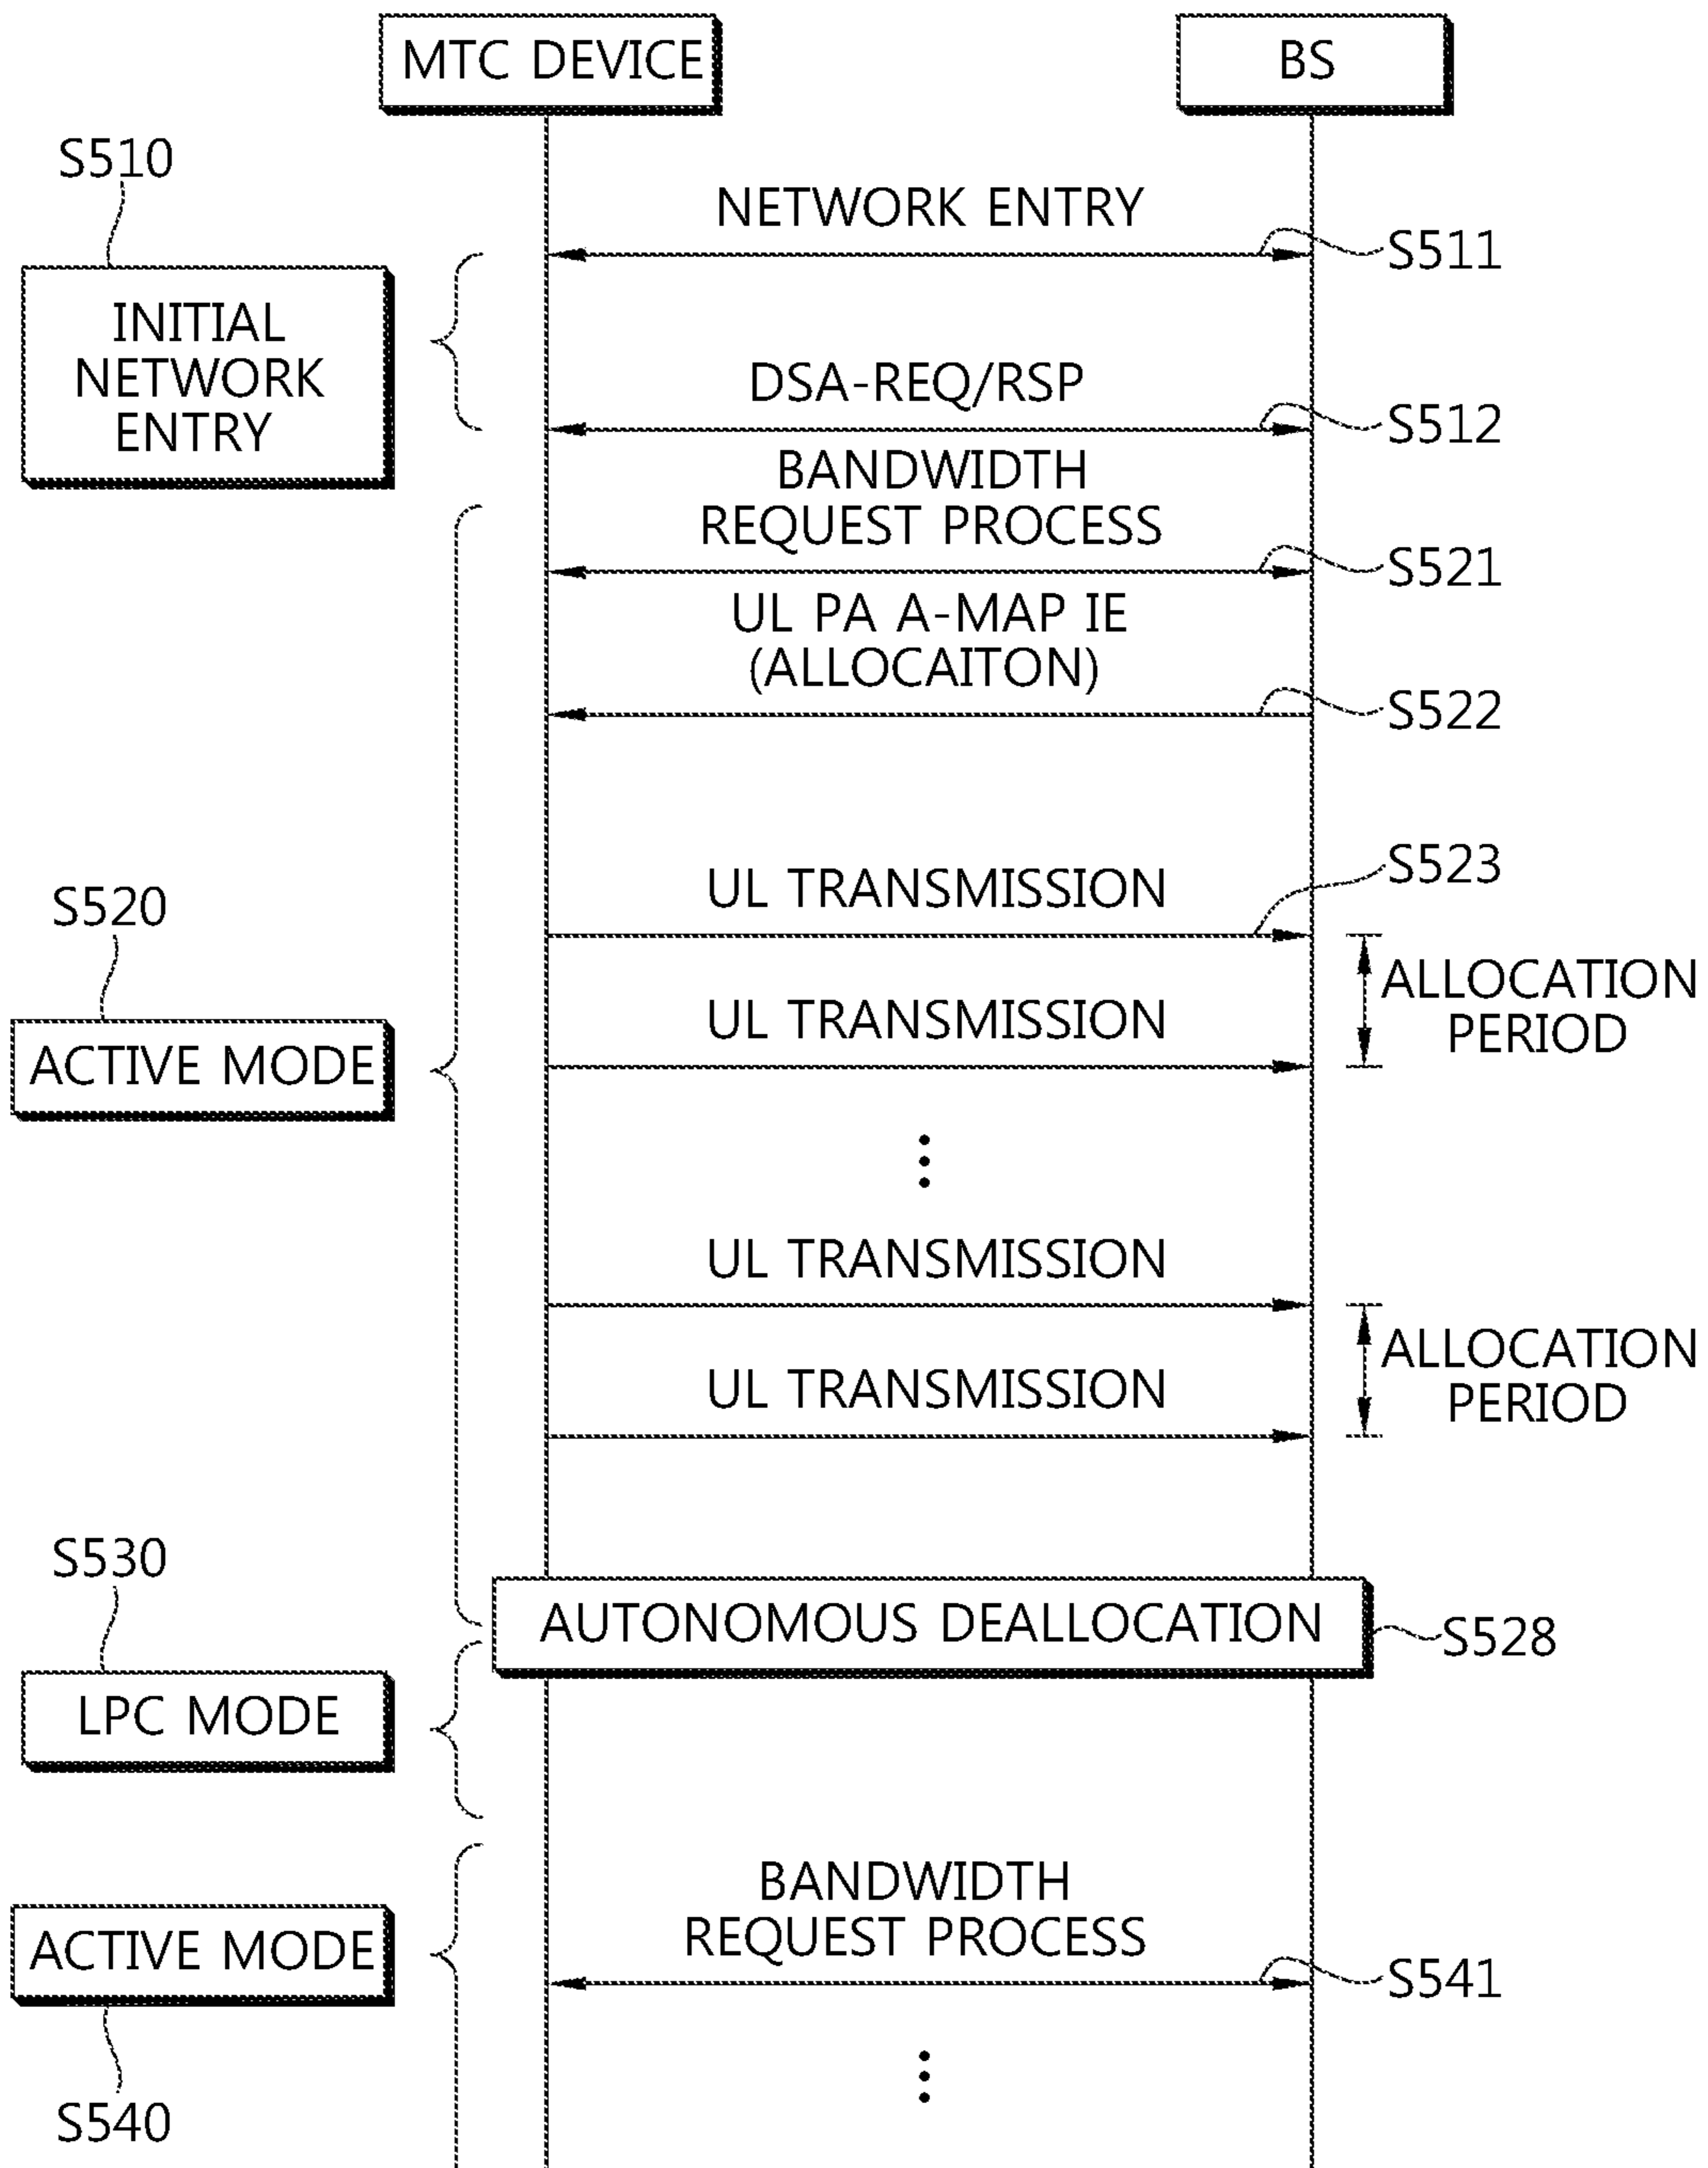 MTC DEVICE
BS
S510
NETWORK ENTRY
S511
INITIAL
NETWORK
ENTRY
DSA-REQ/RSP
S512
BANDWIDTH
REQUEST PROCESS
S521
UL PA A-MAP IE
(ALLOCAITON)
S522
S523
UL TRANSMISSION
S520
ALLOCATION
PERIOD
UL TRANSMISSION
ACTIVE MODE
UL TRANSMISSION
ALLOCATION
PERIOD
UL TRANSMISSION
S530
AUTONOMOUS DEALLOCATION
S528
LPC MODE
BANDWIDTH
REQUEST PROCESS
ACTIVE MODE
S541
S540